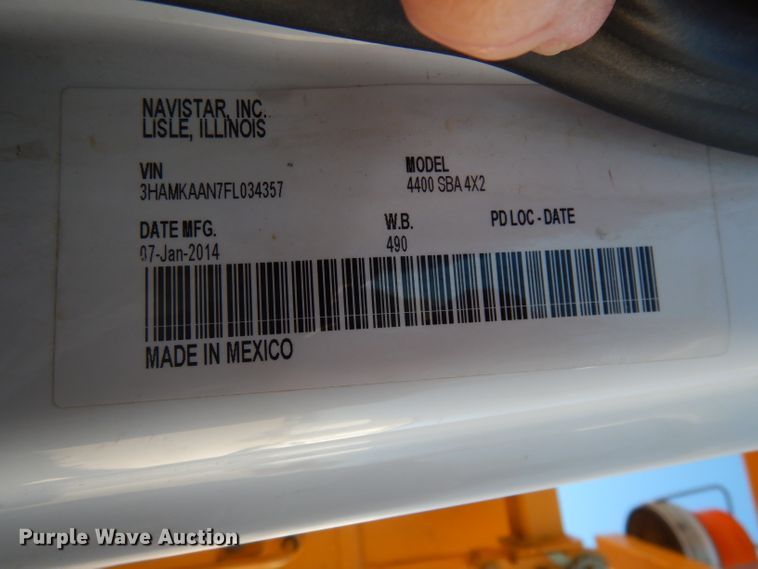 NAVISTAR, INC.
LISLE, ILLINOIS
VIN
3HAMKAAN7FL034357
MODEL
4400 SBA 4X2
DATE MFG.
07-Jan-2014
W.B.
490
PD LOC - DATE
MADE IN MEXICO
Purple Wave Auction